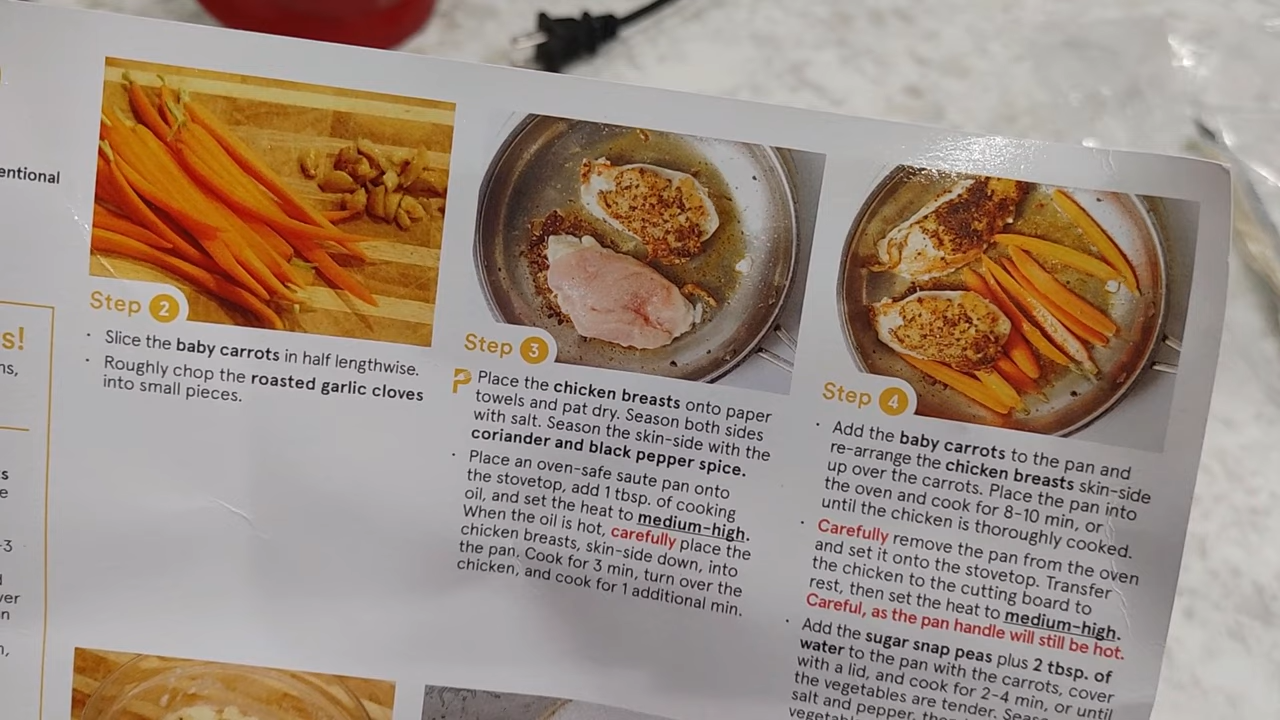 entional
s!
ns,
s
e
-3
d
ver
n
n,
Step 2
· Slice the baby carrots in half lengthwise.
· Roughly chop the roasted garlic cloves
into small pieces.
Step 3
P Place the chicken breasts onto paper
towels and pat dry. Season both sides
with salt. Season the skin-side with the
coriander and black pepper spice.
· Place an oven-safe saute pan onto
the stovetop, add 1 tbsp. of cooking
oil, and set the heat to medium-high.
When the oil is hot, carefully place the
chicken breasts, skin-side down, into
the pan. Cook for 3 min, turn over the
chicken, and cook for 1 additional min.
Step 4
· Add the baby carrots to the pan and
re-arrange the chicken breasts skin-side
up over the carrots. Place the pan into
the oven and cook for 8-10 min, or
until the chicken is thoroughly cooked.
· Carefully remove the pan from the oven
and set it onto the stovetop. Transfer
the chicken to the cutting board to
rest, then set the heat to medium-high.
Careful, as the pan handle will still be hot.
· Add the sugar snap peas plus 2 tbsp. of
water to the pan with the carrots, cover
with a lid, and cook for 2-4 min, or until
the vegetables are tender. Seas
salt and pepper, the
vegetab